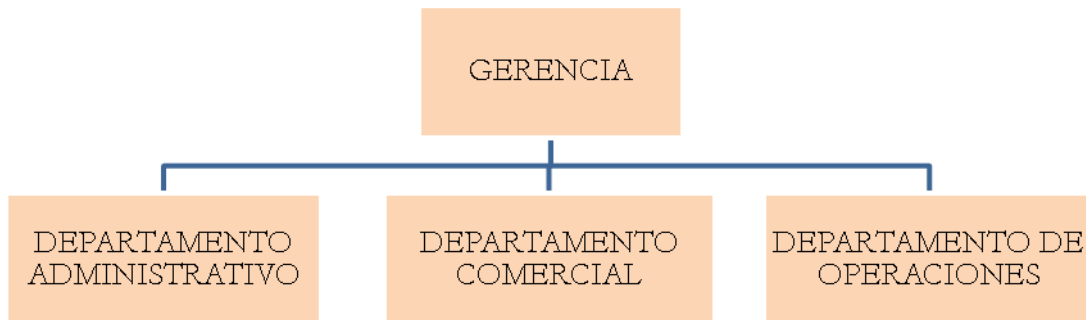 GERENCIA
DEPARTAMENTO
ADMINISTRATIVO
DEPARTAMENTO
COMERCIAL
DEPARTAMENTO DE
OPERACIONES